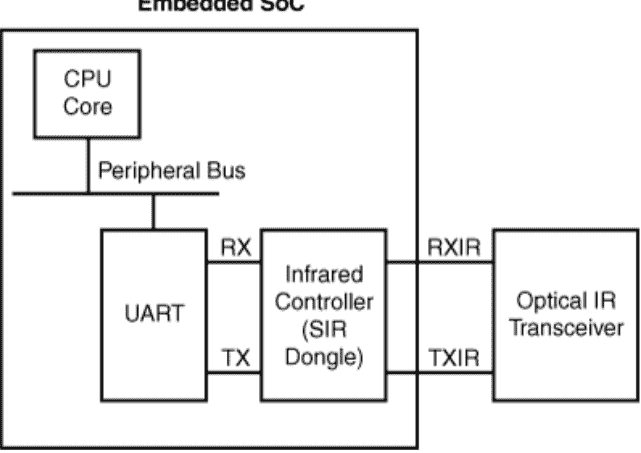 Embedded SoC
CPU
Core
Peripheral Bus
RX
RXIR
Infrared
Controller
(SIR
Dongle)
UART
Optical IR
Transceiver
TX
TXIR